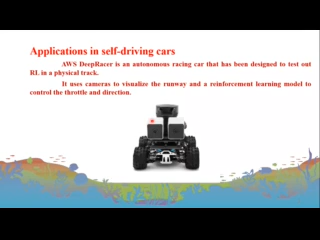 Applications in self-driving cars
AWS DeepRacer is an autonomous racing car that has been designed to test out
RL in a physical track.
It uses cameras to visualize the runway and a reinforcement learning model to
control the throttle and direction.